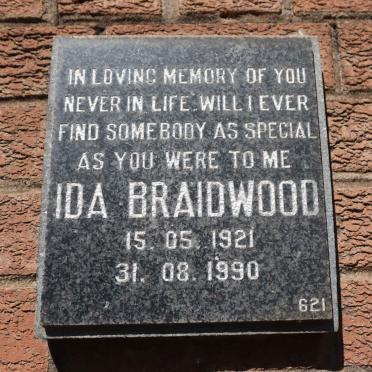 IN LOVING MEMORY OF YOU
NEVER IN LIFE WILL I EVER
FIND SOMEBODY AS SPECIAL
AS YOU WERE TO ME
IDA BRAIDWOOD
15. 05. 1921
31. 08. 1990
621